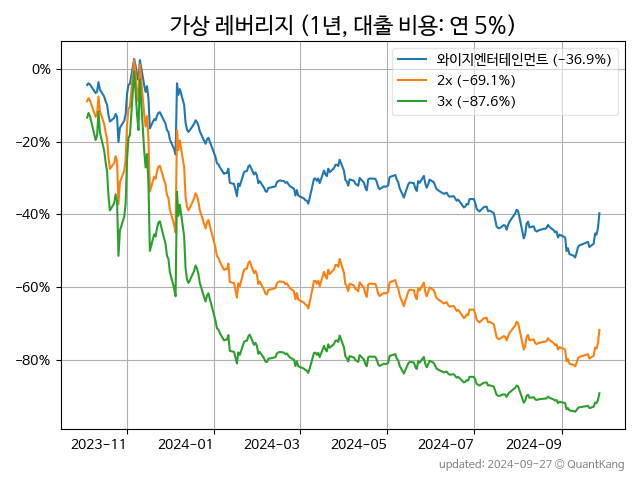 가상 레버리지 (1년, 대출 비용: 연 5%)
와이지엔터테인먼트 (−36.9%)
2x (−69.1%)
3x (−87.6%)
0%
−20%
−40%
−60%
−80%
2023-11 2024-01 2024-03 2024-05 2024-07 2024-09
updated: 2024-09-27 © QuantKang